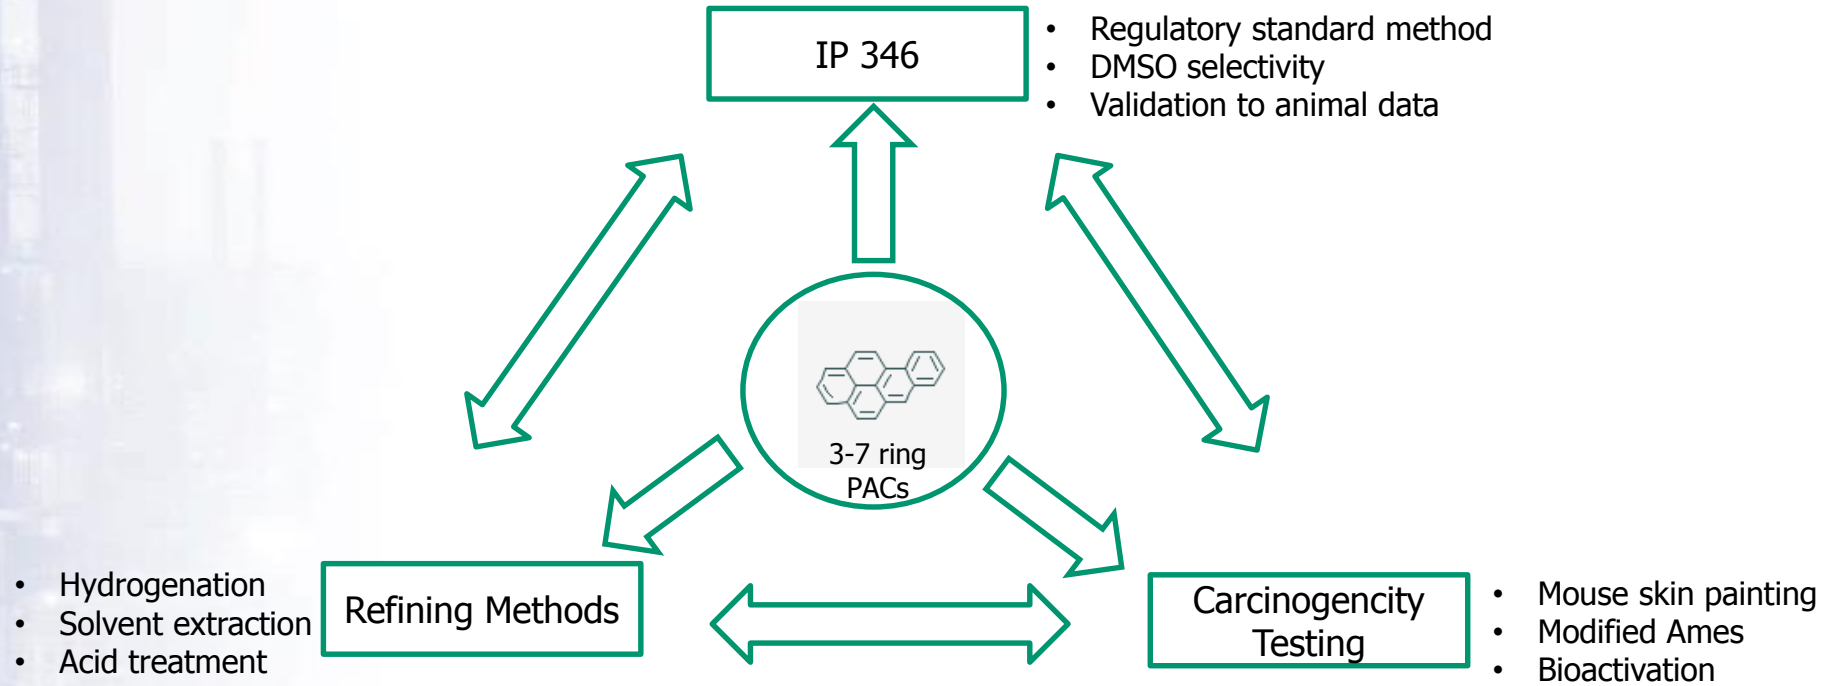 IP 346
• Regulatory standard method
• DMSO selectivity
• Validation to animal data
3-7 ring
PACs
• Hydrogenation
• Solvent extraction
• Acid treatment
Refining Methods
Carcinogencity
Testing
• Mouse skin painting
• Modified Ames
• Bioactivation